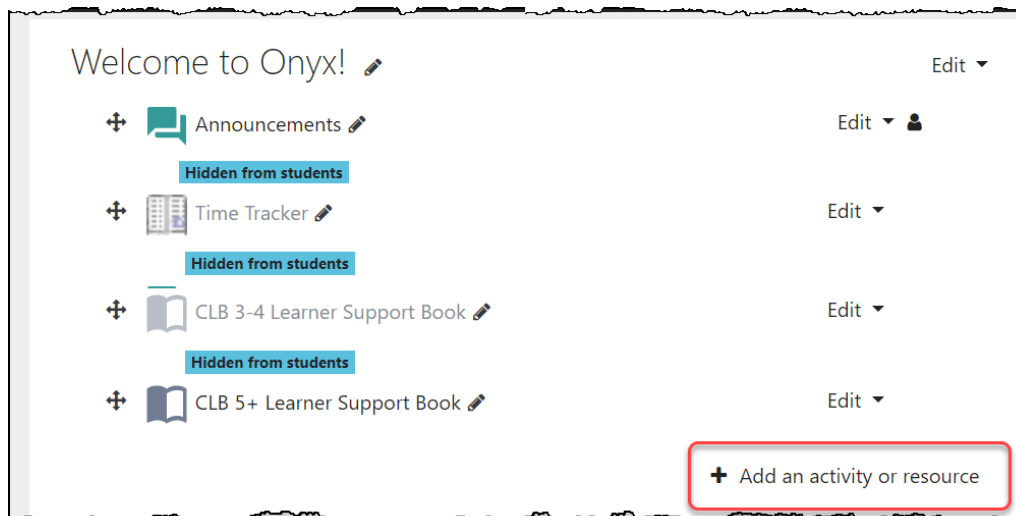 Welcome to Onyx! Edit
Announcements Edit
Hidden from students
Time Tracker Edit
Hidden from students
CLB 3-4 Learner Support Book Edit
Hidden from students
CLB 5+ Learner Support Book Edit
+ Add an activity or resource